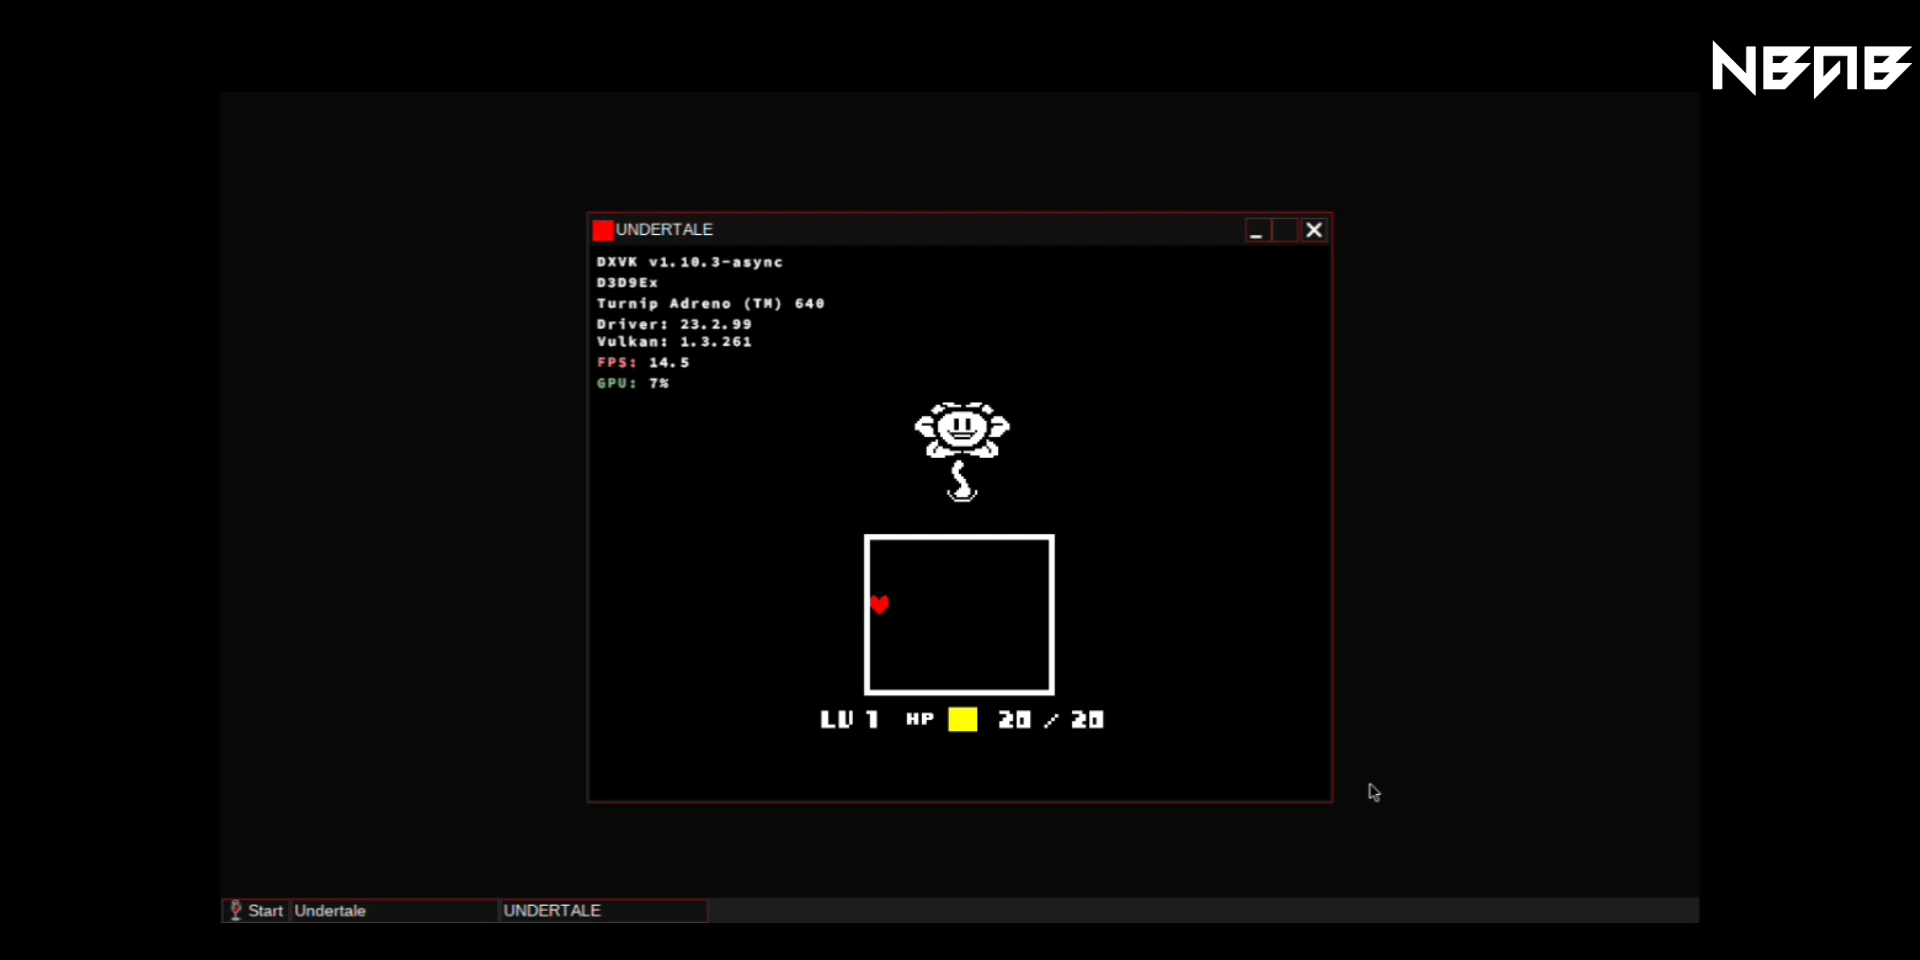 NBAB
UNDERTALE
DXVK v1.10.3-async
D3D9Ex
Turnip Adreno (TM) 640
Driver: 23.2.99
Vulkan: 1.3.261
FPS: 14.5
GPU: 7%
LV 1 HP 20 / 20
Start Undertale UNDERTALE